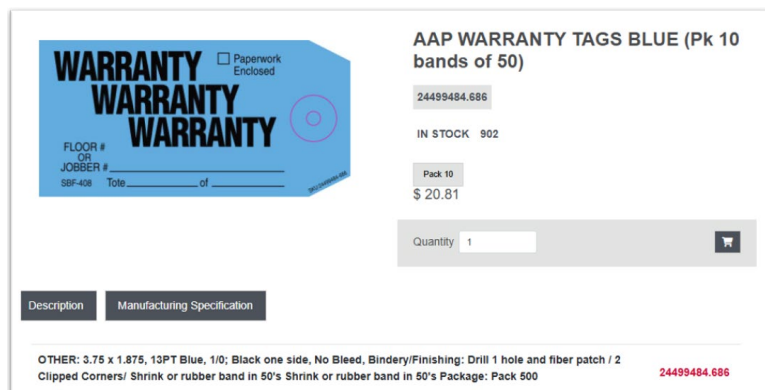 WARRANTY
WARRANTY
WARRANTY
Paperwork
Enclosed
FLOOR #
OR
JOBBER #
SBF-408 Tote of
SKU:24499484.686
AAP WARRANTY TAGS BLUE (Pk 10
bands of 50)
24499484.686
IN STOCK 902
Pack 10
$ 20.81
Quantity 1
Description Manufacturing Specification
OTHER: 3.75 x 1.875, 13PT Blue, 1/0; Black one side, No Bleed, Bindery/Finishing: Drill 1 hole and fiber patch / 2
Clipped Corners/ Shrink or rubber band in 50's Shrink or rubber band in 50's Package: Pack 500
24499484.686